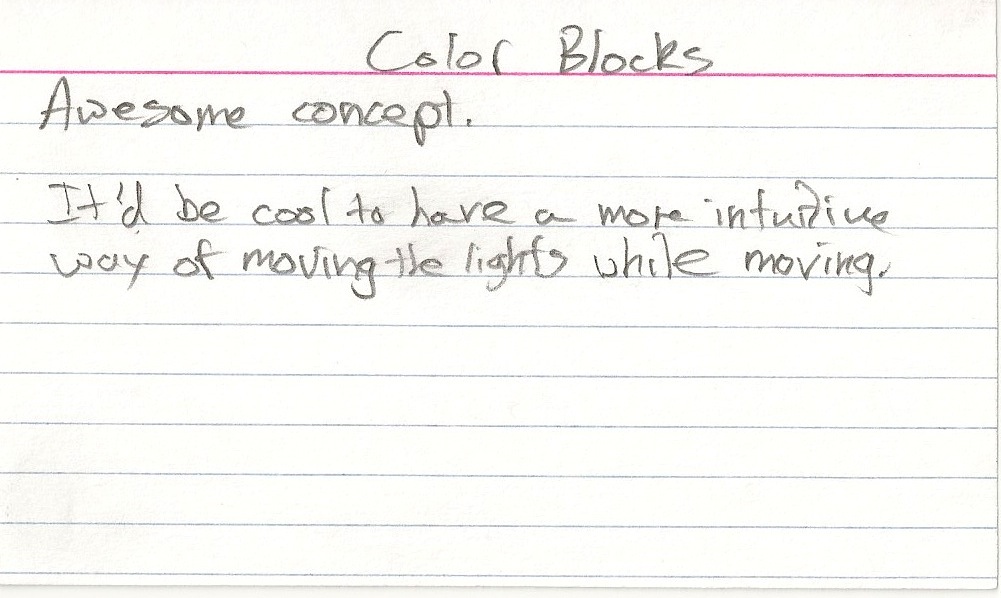 Color Blocks
Awesome concept.
It'd be cool to have a more intuitive
way of moving the lights while moving.